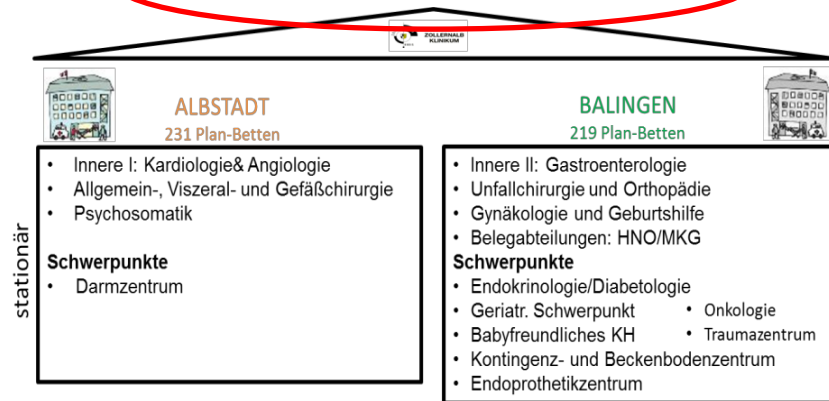 ZOLLERNALB
KLINIKUM
ALBSTADT
231 Plan-Betten
BALINGEN
219 Plan-Betten
stationär
• Innere I: Kardiologie& Angiologie
• Allgemein-, Viszeral- und Gefäßchirurgie
• Psychosomatik
Schwerpunkte
• Darmzentrum
• Innere II: Gastroenterologie
• Unfallchirurgie und Orthopädie
• Gynäkologie und Geburtshilfe
• Belegabteilungen: HNO/MKG
Schwerpunkte
• Endokrinologie/Diabetologie
• Geriatr. Schwerpunkt • Onkologie
• Babyfreundliches KH • Traumazentrum
• Kontingenz- und Beckenbodenzentrum
• Endoprothetikzentrum